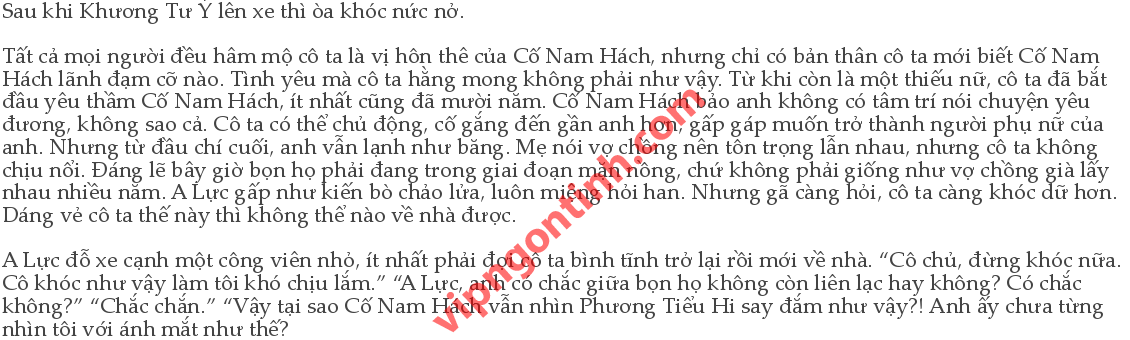 Sau khi Khương Tư Ý lên xe thì òa khóc nức nở.
Tất cả mọi người đều hâm mộ cô ta là vị hôn thê của Cố Nam Hách, nhưng chỉ có bản thân cô ta mới biết Cố Nam
Hách lãnh đạm cỡ nào. Tình yêu mà cô ta hằng mong không phải như vậy. Từ khi còn là một thiếu nữ, cô ta đã bắt
đầu yêu thầm Cố Nam Hách, ít nhất cũng đã mười năm. Cố Nam Hách bảo anh không có tâm trí nói chuyện yêu
đương, không sao cả. Cô ta có thể chủ động, cố gắng đến gần anh hơn, gấp gáp muốn trở thành người phụ nữ của
anh. Nhưng từ đầu chí cuối, anh vẫn lạnh như băng. Mẹ nói vợ chồng nên tôn trọng lẫn nhau, nhưng cô ta không
chịu nổi. Đáng lẽ bây giờ bọn họ phải đang trong giai đoạn mặn nồng, chứ không phải giống như vợ chồng già lấy
nhau nhiều năm. A Lực gấp như kiến bò chảo lửa, luôn miệng hỏi han. Nhưng gã càng hỏi, cô ta càng khóc dữ hơn.
Dáng vẻ cô ta thế này thì không thể nào về nhà được.
A Lực đỗ xe cạnh một công viên nhỏ, ít nhất phải đợi cô ta bình tĩnh trở lại rồi mới về nhà. “Cô chủ, đừng khóc nữa.
Cô khóc như vậy làm tôi khó chịu lắm.” “A Lực, anh có chắc giữa bọn họ không còn liên lạc hay không? Có chắc
không?” “Chắc chắn.” “Vậy tại sao Cố Nam Hách vẫn nhìn Phương Tiểu Hi say đắm như vậy?! Anh ấy chưa từng
nhìn tôi với ánh mắt như thế?
vipngontinh.com